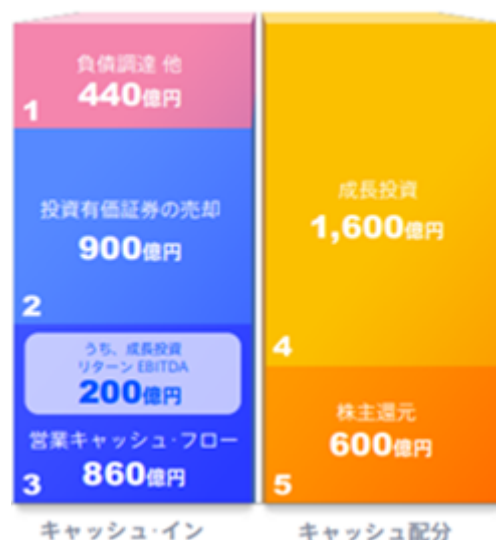 負債調達 他
440億円
1
投資有価証券の売却
900億円
2
うち、成長投資
リターン EBITDA
200億円
営業キャッシュ・フロー
860億円
3
キャッシュ・イン
成長投資
1,600億円
4
株主還元
600億円
5
キャッシュ配分